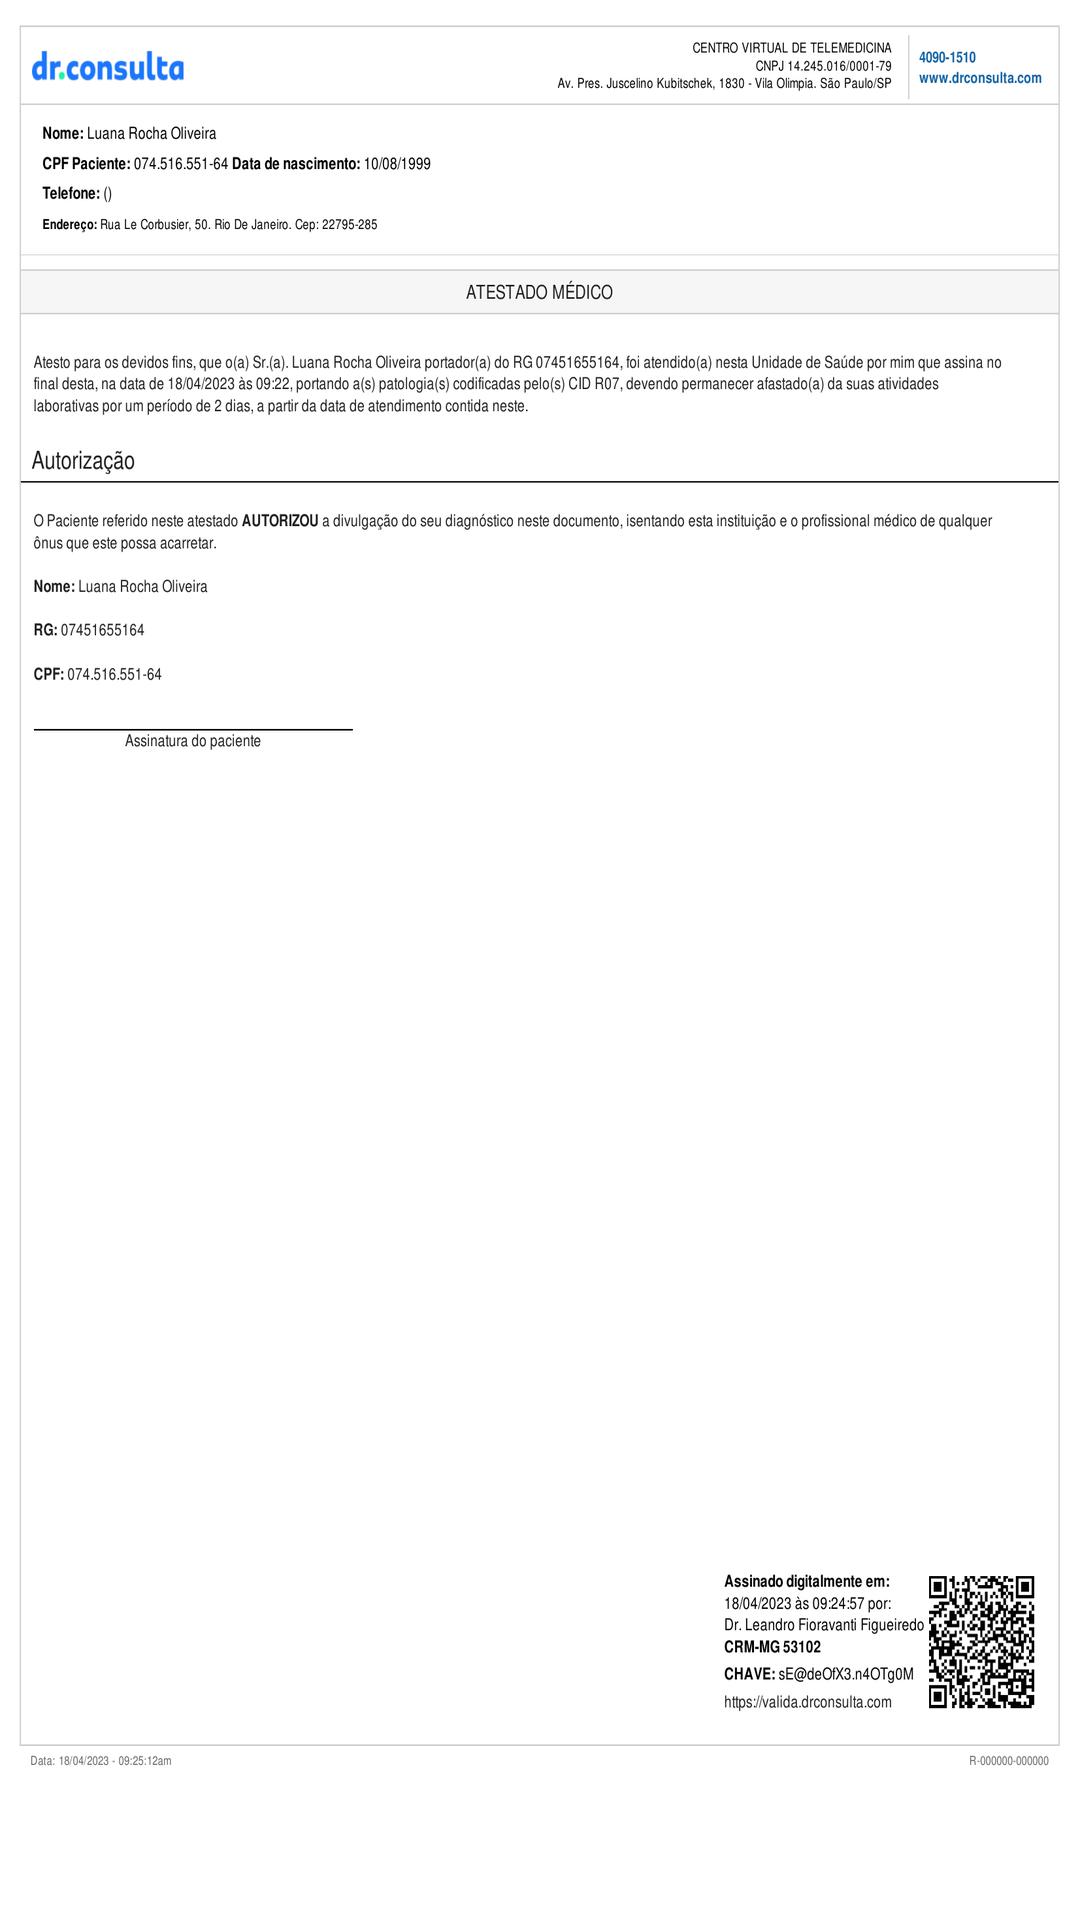 dr.consulta
CENTRO VIRTUAL DE TELEMEDICINA
CNPJ 14.245.016/0001-79
Av. Pres. Juscelino Kubitschek, 1830 - Vila Olimpia. São Paulo/SP
4090-1510
www.drconsulta.com
Nome: Luana Rocha Oliveira
CPF Paciente: 074.516.551-64 Data de nascimento: 10/08/1999
Telefone: ()
Endereço: Rua Le Corbusier, 50. Rio De Janeiro. Cep: 22795-285
ATESTADO MÉDICO
Atesto para os devidos fins, que o(a) Sr.(a). Luana Rocha Oliveira portador(a) do RG 07451655164, foi atendido(a) nesta Unidade de Saúde por mim que assina no
final desta, na data de 18/04/2023 às 09:22, portando a(s) patologia(s) codificadas pelo(s) CID R07, devendo permanecer afastado(a) da suas atividades
laborativas por um período de 2 dias, a partir da data de atendimento contida neste.
Autorização
O Paciente referido neste atestado AUTORIZOU a divulgação do seu diagnóstico neste documento, isentando esta instituição e o profissional médico de qualquer
ônus que este possa acarretar.
Nome: Luana Rocha Oliveira
RG: 07451655164
CPF: 074.516.551-64
Assinatura do paciente
Assinado digitalmente em:
18/04/2023 às 09:24:57 por:
Dr. Leandro Fioravanti Figueiredo
CRM-MG 53102
CHAVE: sE@deOfX3.n4OTg0M
https://valida.drconsulta.com
Data: 18/04/2023 - 09:25:12am
R-000000-000000